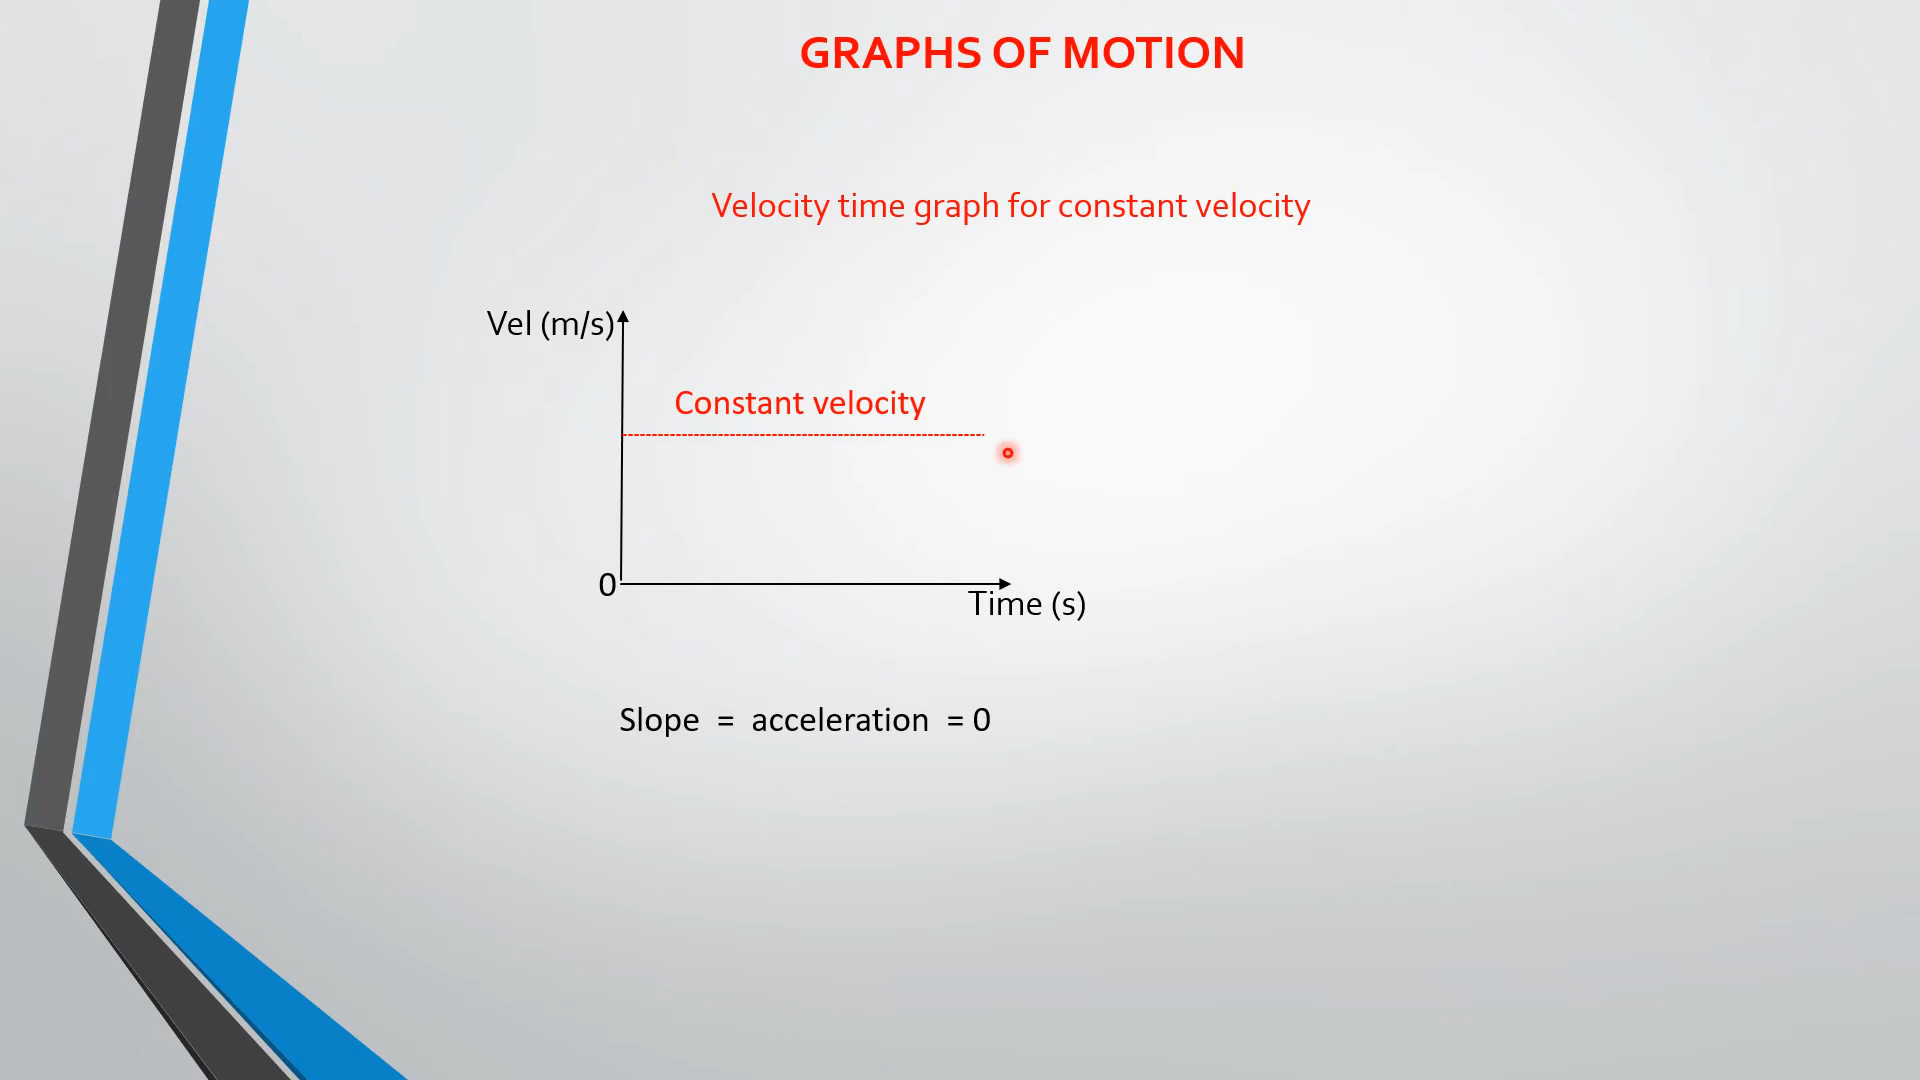 GRAPHS OF MOTION
Velocity time graph for constant velocity
Vel (m/s)
Constant velocity
0
Time (s)
Slope = acceleration = 0